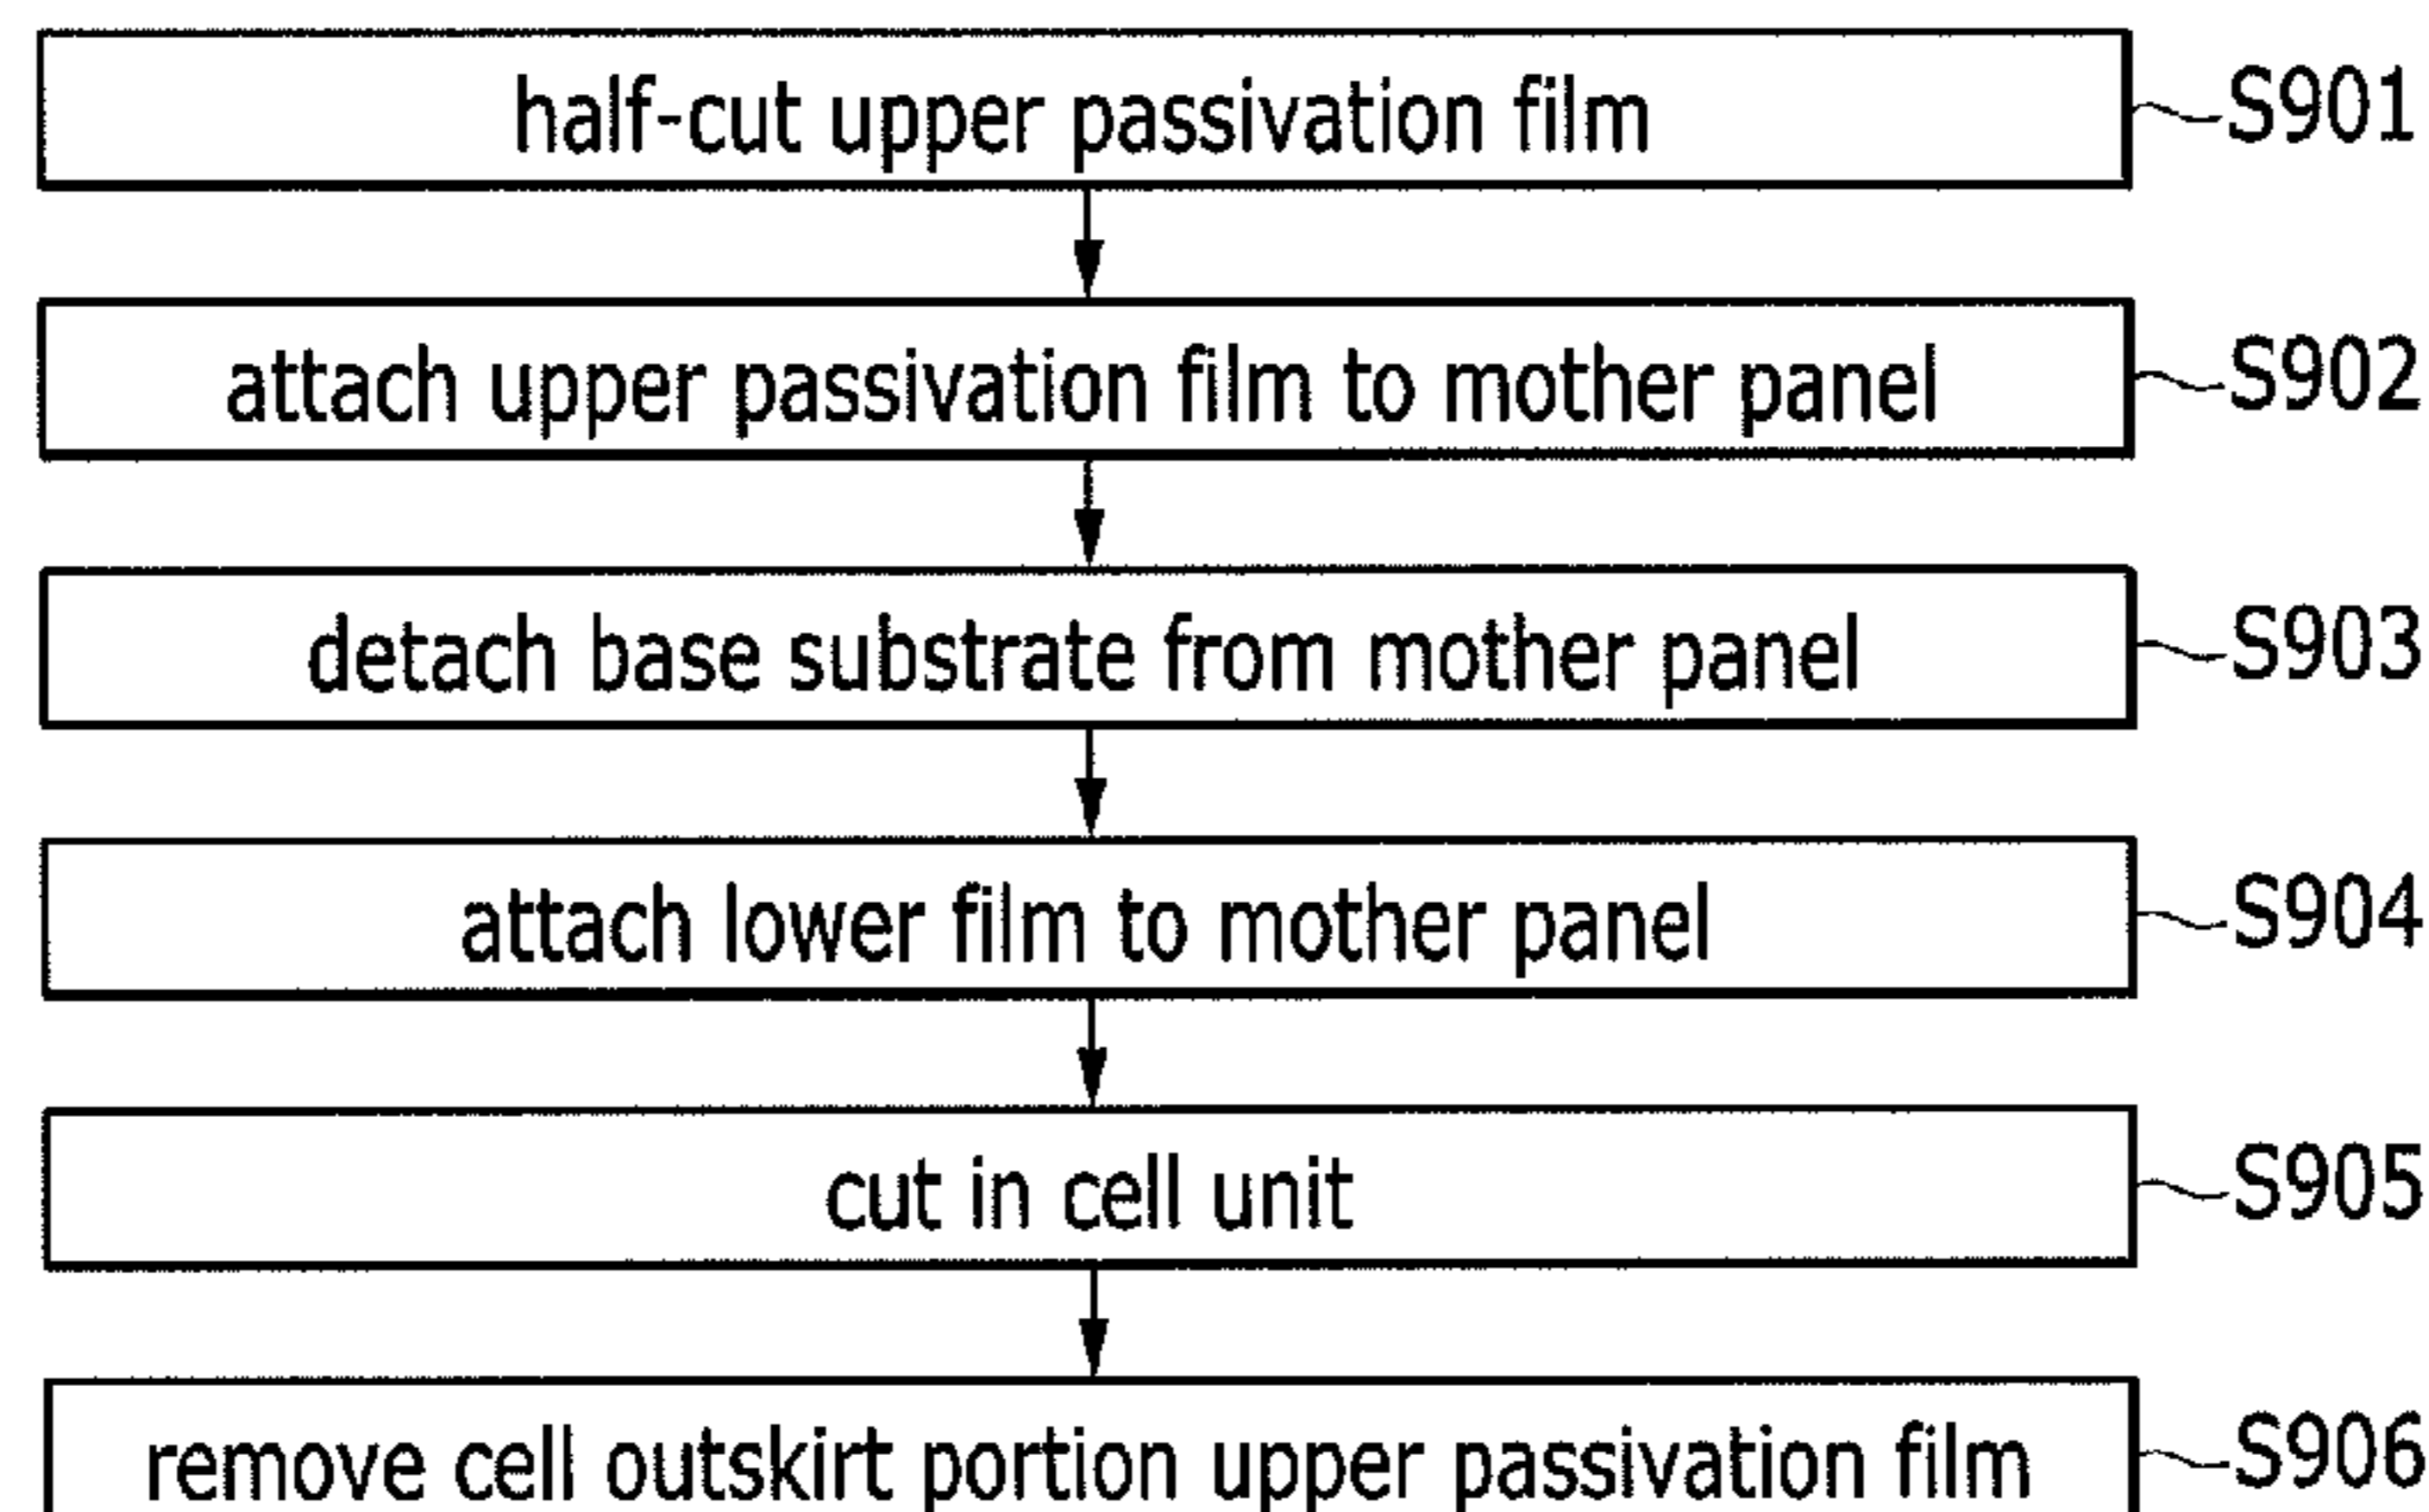 half-cut upper passivation film S901
attach upper passivation film to mother panel S902
detach base substrate from mother panel S903
attach lower film to mother panel S904
cut in cell unit S905
remove cell outskirt portion upper passivation film S906